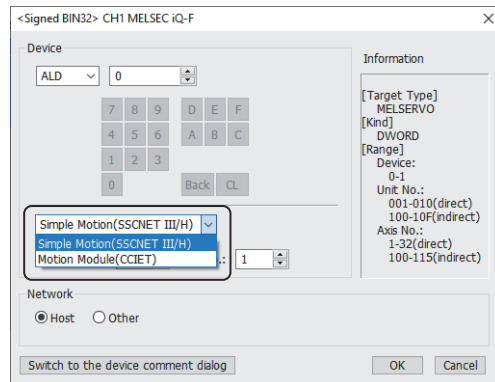 <Signed BIN32> CH1 MELSEC iQ-F
Device
ALD 0
7 8 9 D E F
4 5 6 A B C
1 2 3
0 Back CL
Simple Motion(SSCNET III/H)
Simple Motion(SSCNET III/H)
Motion Module(CCIET)
.: 1
Information
[Target Type]
MELSERVO
[Kind]
DWORD
[Range]
Device:
0-1
Unit No.:
001-010(direct)
100-10F(indirect)
Axis No.:
1-32(direct)
100-115(indirect)
Network
Host Other
Switch to the device comment dialog OK Cancel